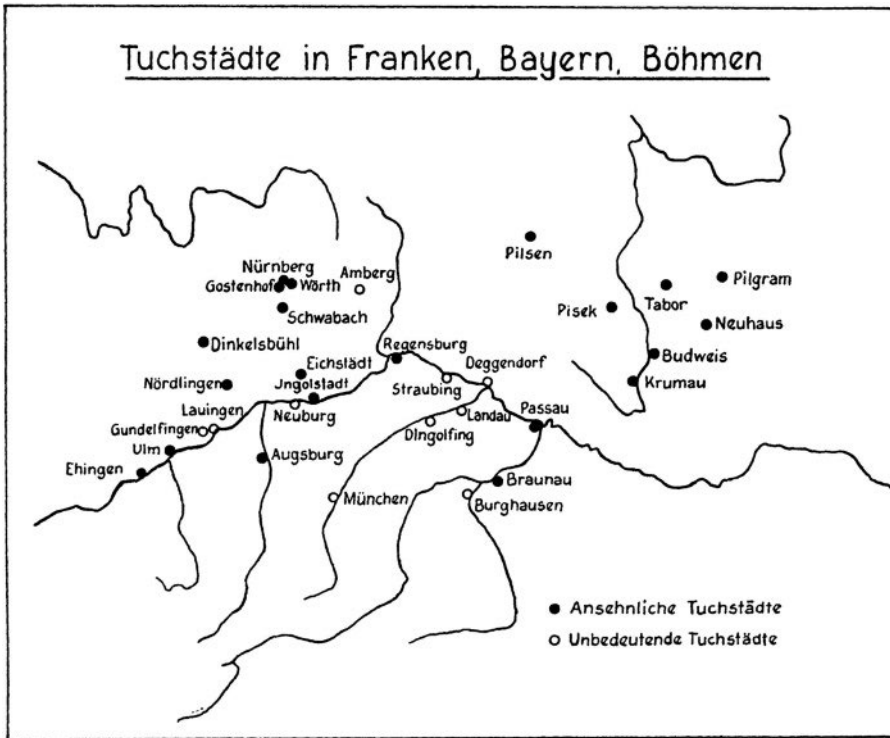 Tuchstädte in Franken, Bayern, Böhmen
Pilsen
Nürnberg
Gostenhof
Wörth
Amberg
Pilgram
Tabor
Pisek
Schwabach
Neuhaus
Dinkelsbühl
Regensburg
Budweis
Eichstädt
Deggendorf
Nördlingen
Jngolstadt
Straubing
Krumau
Lauingen
Neuburg
Landau
Passau
Gundelfingen
Dingolfing
Ulm
Augsburg
Ehingen
Braunau
München
Burghausen
Ansehnliche Tuchstädte
Unbedeutende Tuchstädte